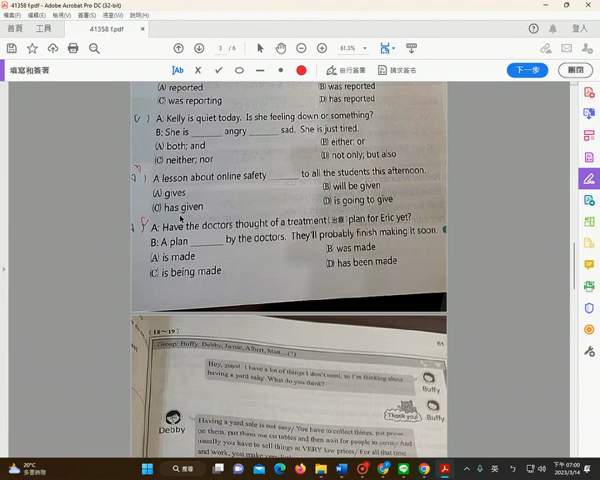 41358 f.pdf - Adobe Acrobat Pro DC (32-bit)
檔案(F) 編輯(E) 檢視(V) 簽署(S) 視窗(W) 說明(H)
首頁 工具 41358 f.pdf × 登入
3 / 6 61.3%
填寫和簽署 Ab 自行簽署 請求簽名 下一步 關閉
(A) reported (B) was reported
(C) was reporting (D) has reported
A: Kelly is quiet today. Is she feeling down or something?
B: She is ______ angry ______ sad. She is just tired.
(A) both; and (B) either; or
(C) neither; nor (D) not only; but also
A lesson about online safety ______ to all the students this afternoon.
(A) gives (B) will be given
(C) has given (D) is going to give
A: Have the doctors thought of a treatment (治療) plan for Eric yet?
B: A plan ______ by the doctors. They'll probably finish making it soon.
(A) is made (B) was made
(C) is being made (D) has been made
(18~19)
61
Group: Buffy, Debby, Jamie, Albert, Matt......(7)
Hey, guys! I have a lot of things I don't need, so I'm thinking about
having a yard sale. What do you think?
Buffy
Thank you!
Buffy
Debby
Having a yard sale is not easy. You have to collect things, put prices
on them, put them out on tables and then wait for people to come. And
usually you have to sell things at VERY low prices. For all that time
and work, you make very
20°C
多雲時晴
搜尋
英
下午 07:00
2023/3/14